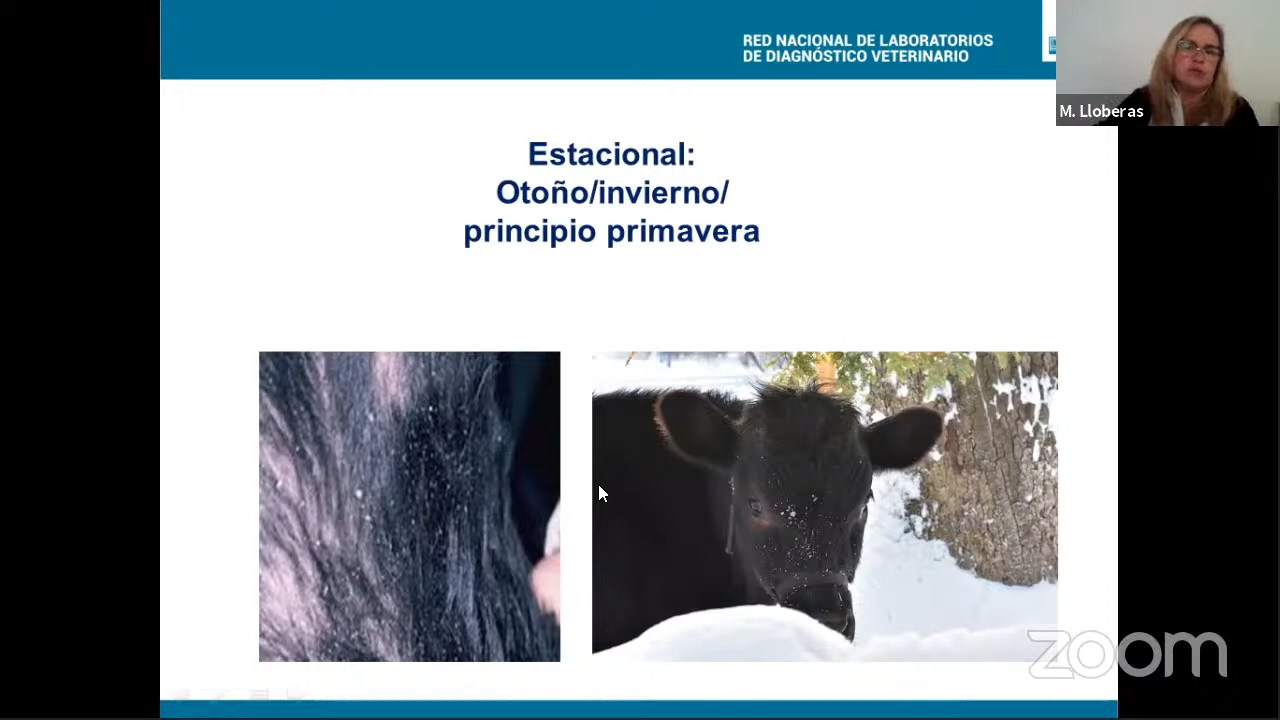 RED NACIONAL DE LABORATORIOS
DE DIAGNÓSTICO VETERINARIO
M. Lloberas
Estacional:
Otoño/invierno/
principio primavera
zoom